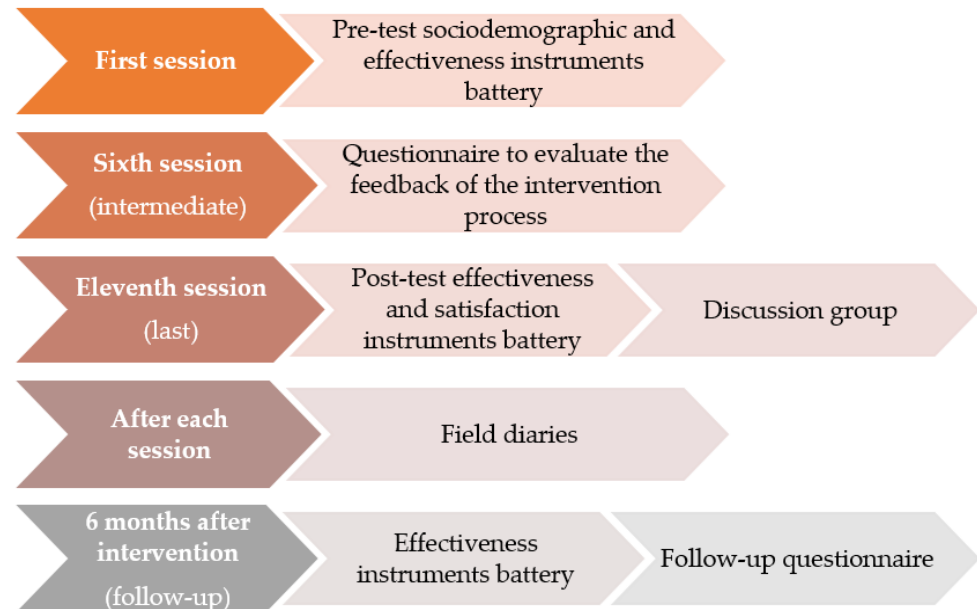 First session
Pre-test sociodemographic and
effectiveness instruments
battery
Sixth session
(intermediate)
Questionnaire to evaluate the
feedback of the intervention
process
Eleventh session
(last)
Post-test effectiveness
and satisfaction
instruments battery
Discussion group
After each
session
Field diaries
6 months after
intervention
(follow-up)
Effectiveness
instruments battery
Follow-up questionnaire